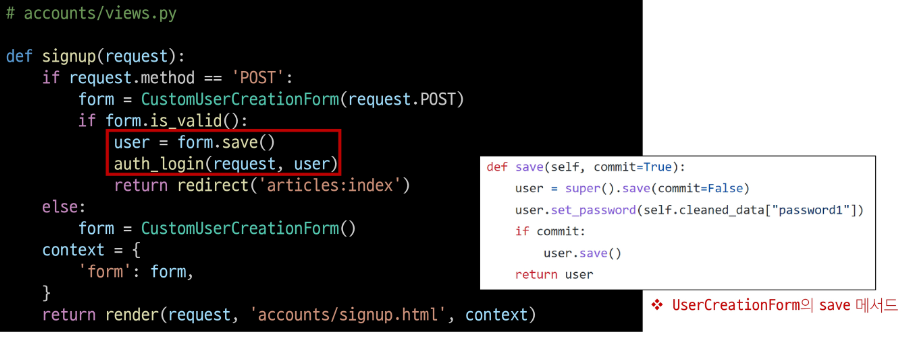 # accounts/views.py
def signup(request):
    if request.method == 'POST':
        form = CustomUserCreationForm(request.POST)
        if form.is_valid():
            user = form.save()
            auth_login(request, user)
            return redirect('articles:index')
    else:
        form = CustomUserCreationForm()
    context = {
        'form': form,
    }
    return render(request, 'accounts/signup.html', context)
def save(self, commit=True):
    user = super().save(commit=False)
    user.set_password(self.cleaned_data["password1"])
    if commit:
        user.save()
    return user
❖ UserCreationForm의 save 메서드